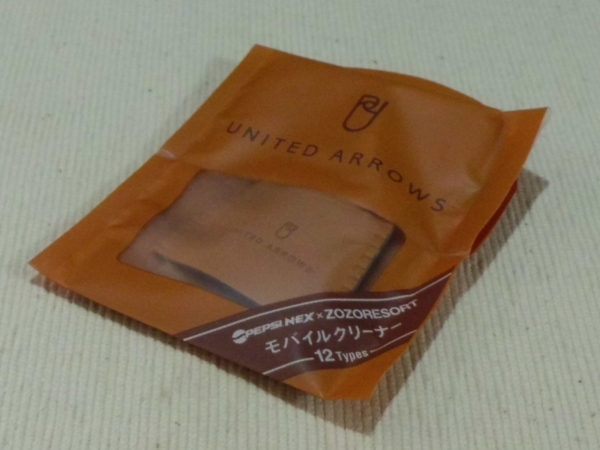 UNITED ARROWS
UNITED ARROWS
PEPSI NEX × ZOZORESORT
モバイルクリーナー
12 Types